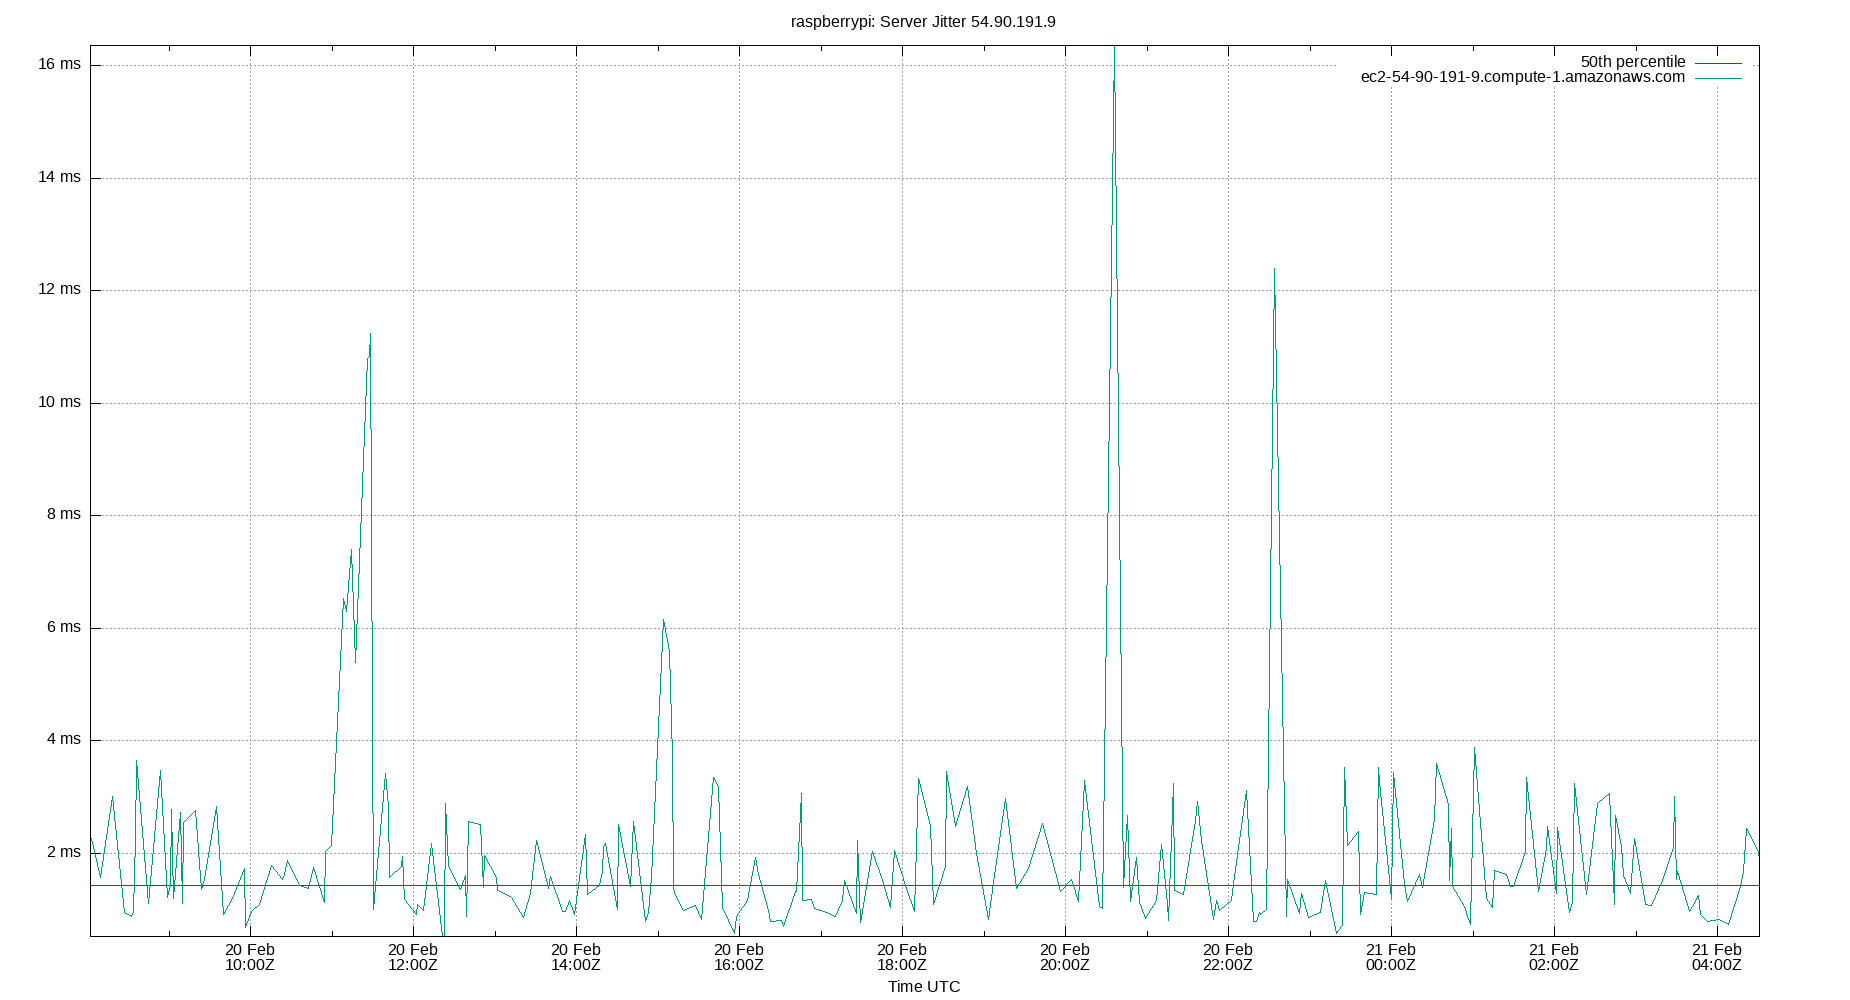 raspberrypi: Server Jitter 54.90.191.9
50th percentile
ec2-54-90-191-9.compute-1.amazonaws.com
16 ms
14 ms
12 ms
10 ms
8 ms
6 ms
4 ms
2 ms
20 Feb 20 Feb 20 Feb 20 Feb 20 Feb 20 Feb 20 Feb 21 Feb 21 Feb 21 Feb
10:00Z 12:00Z 14:00Z 16:00Z 18:00Z 20:00Z 22:00Z 00:00Z 02:00Z 04:00Z
Time UTC